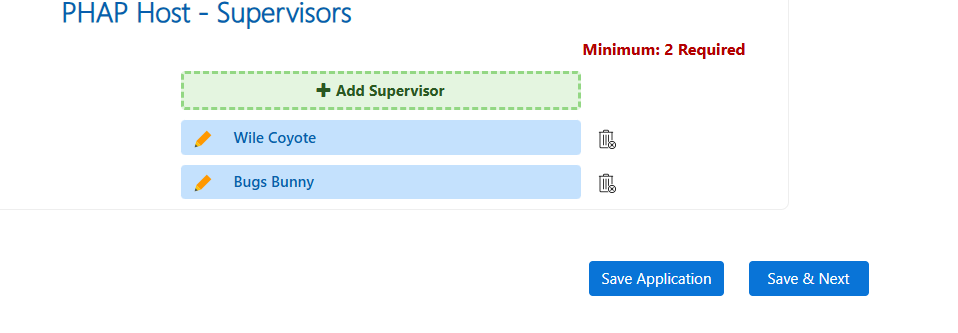 PHAP Host - Supervisors
Minimum: 2 Required
Add Supervisor
Wile Coyote
Bugs Bunny
Save Application
Save & Next